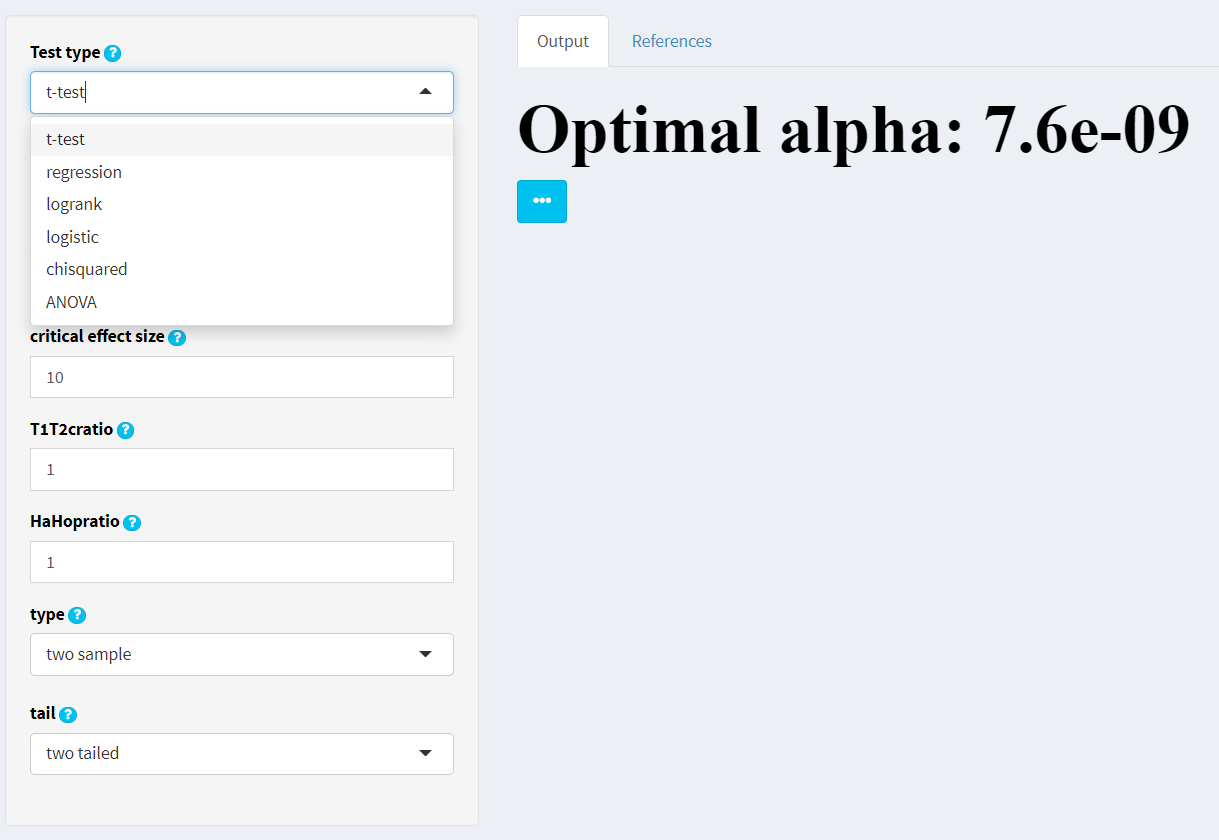 Test type ?
t-test
t-test
regression
logrank
logistic
chisquared
ANOVA
critical effect size ?
10
T1T2cratio ?
1
HaHopratio ?
1
type ?
two sample
tail ?
two tailed
Output References
Optimal alpha: 7.6e-09